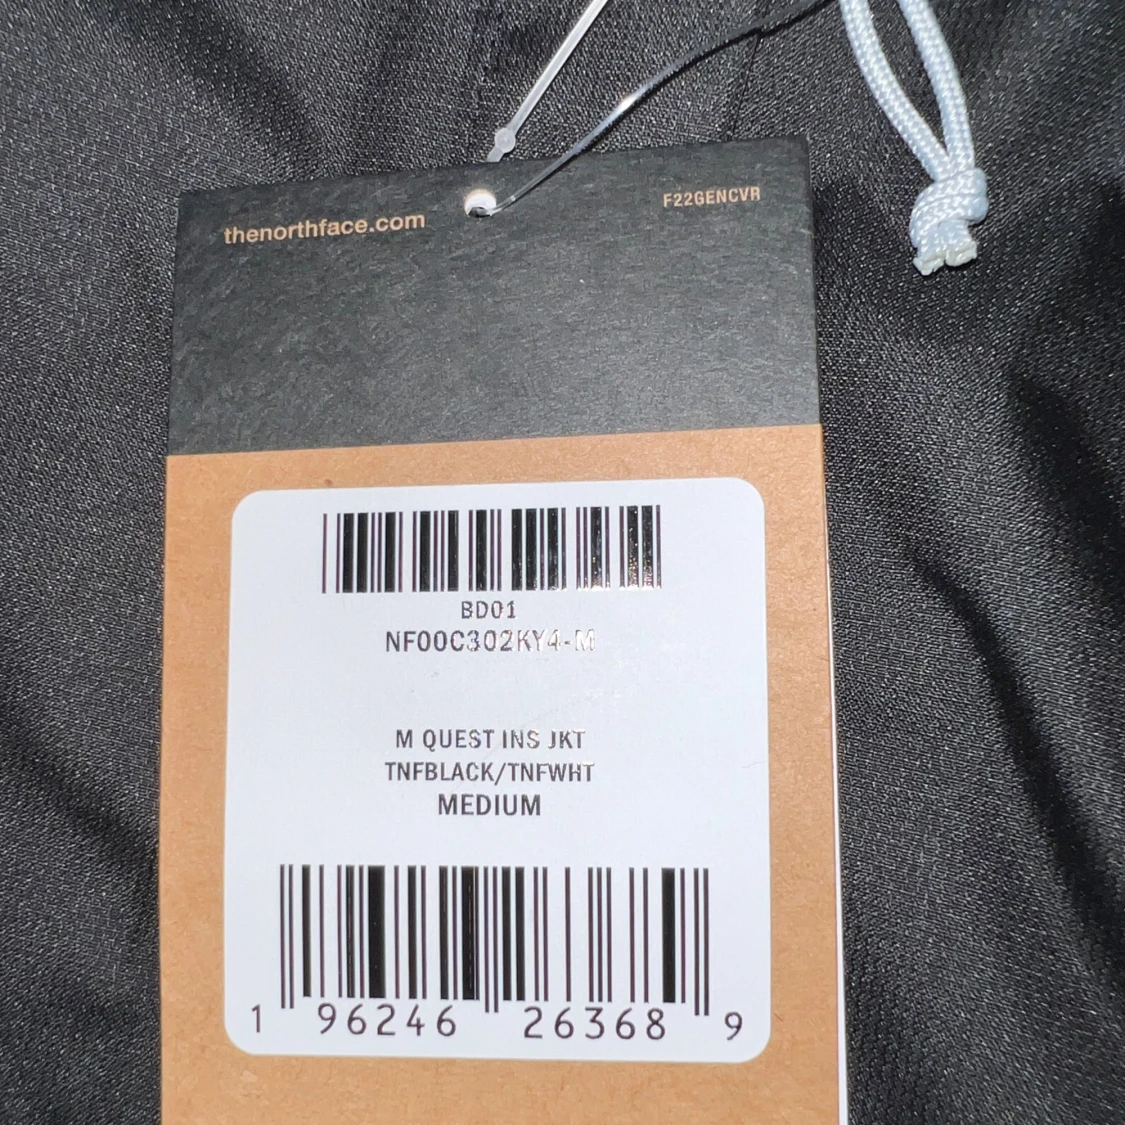 thenorthface.com
F22GENCVR
BD01
NF00C302KY4-M
M QUEST INS JKT
TNFBLACK/TNFWHT
MEDIUM
1 96246 26368 9